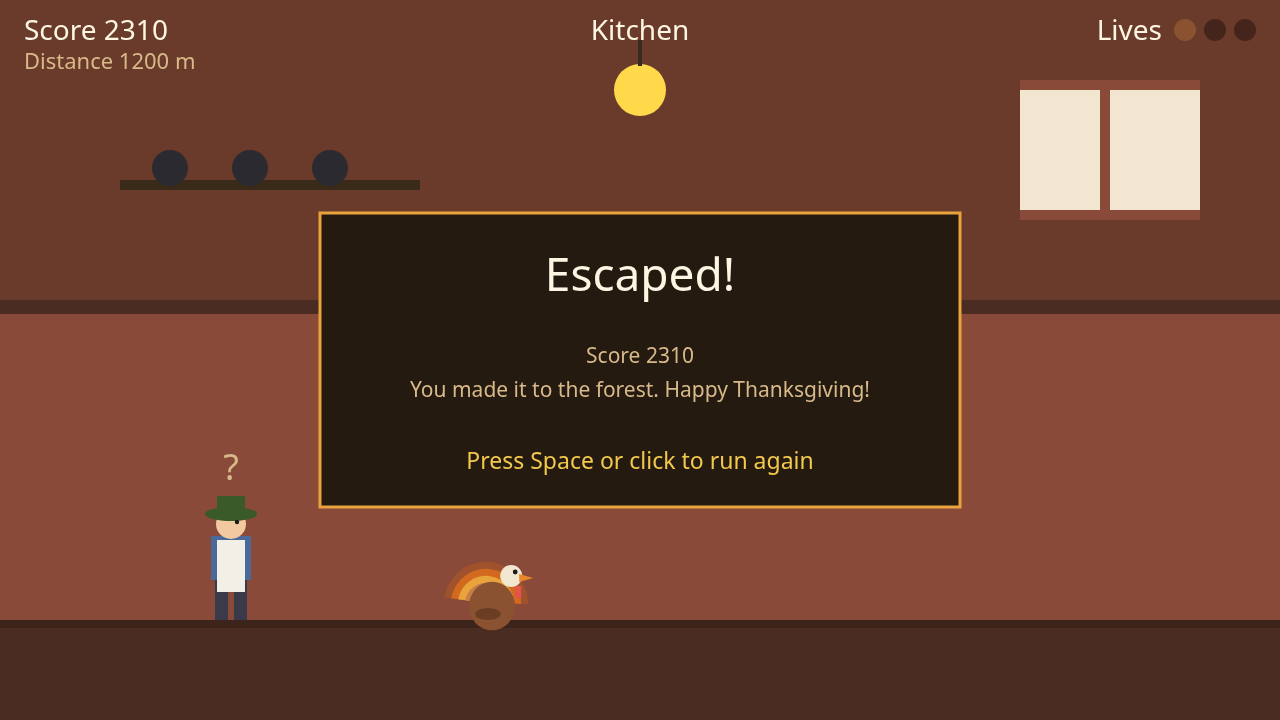 Score 2310
Kitchen
Lives
Distance 1200 m
Escaped!
Score 2310
You made it to the forest. Happy Thanksgiving!
Press Space or click to run again
?